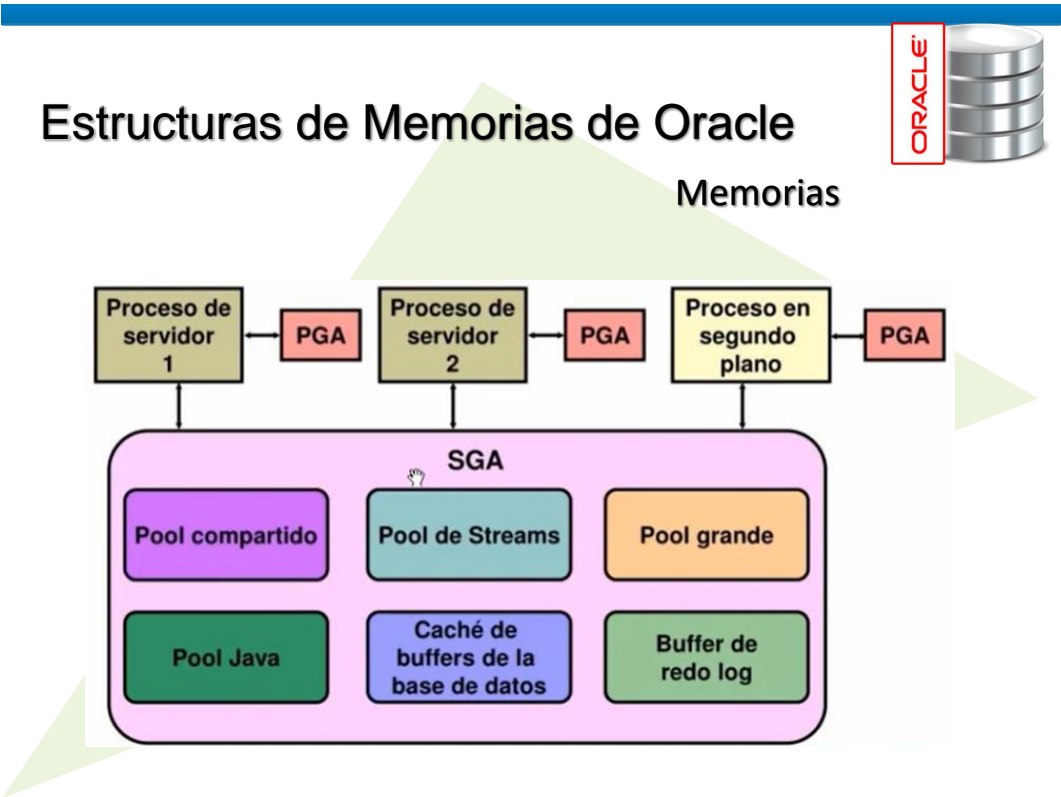 ORACLE
Estructuras de Memorias de Oracle
Memorias
Proceso de
servidor
1
PGA
Proceso de
servidor
2
PGA
Proceso en
segundo
plano
PGA
SGA
Pool compartido
Pool de Streams
Pool grande
Pool Java
Caché de
buffers de la
base de datos
Buffer de
redo log